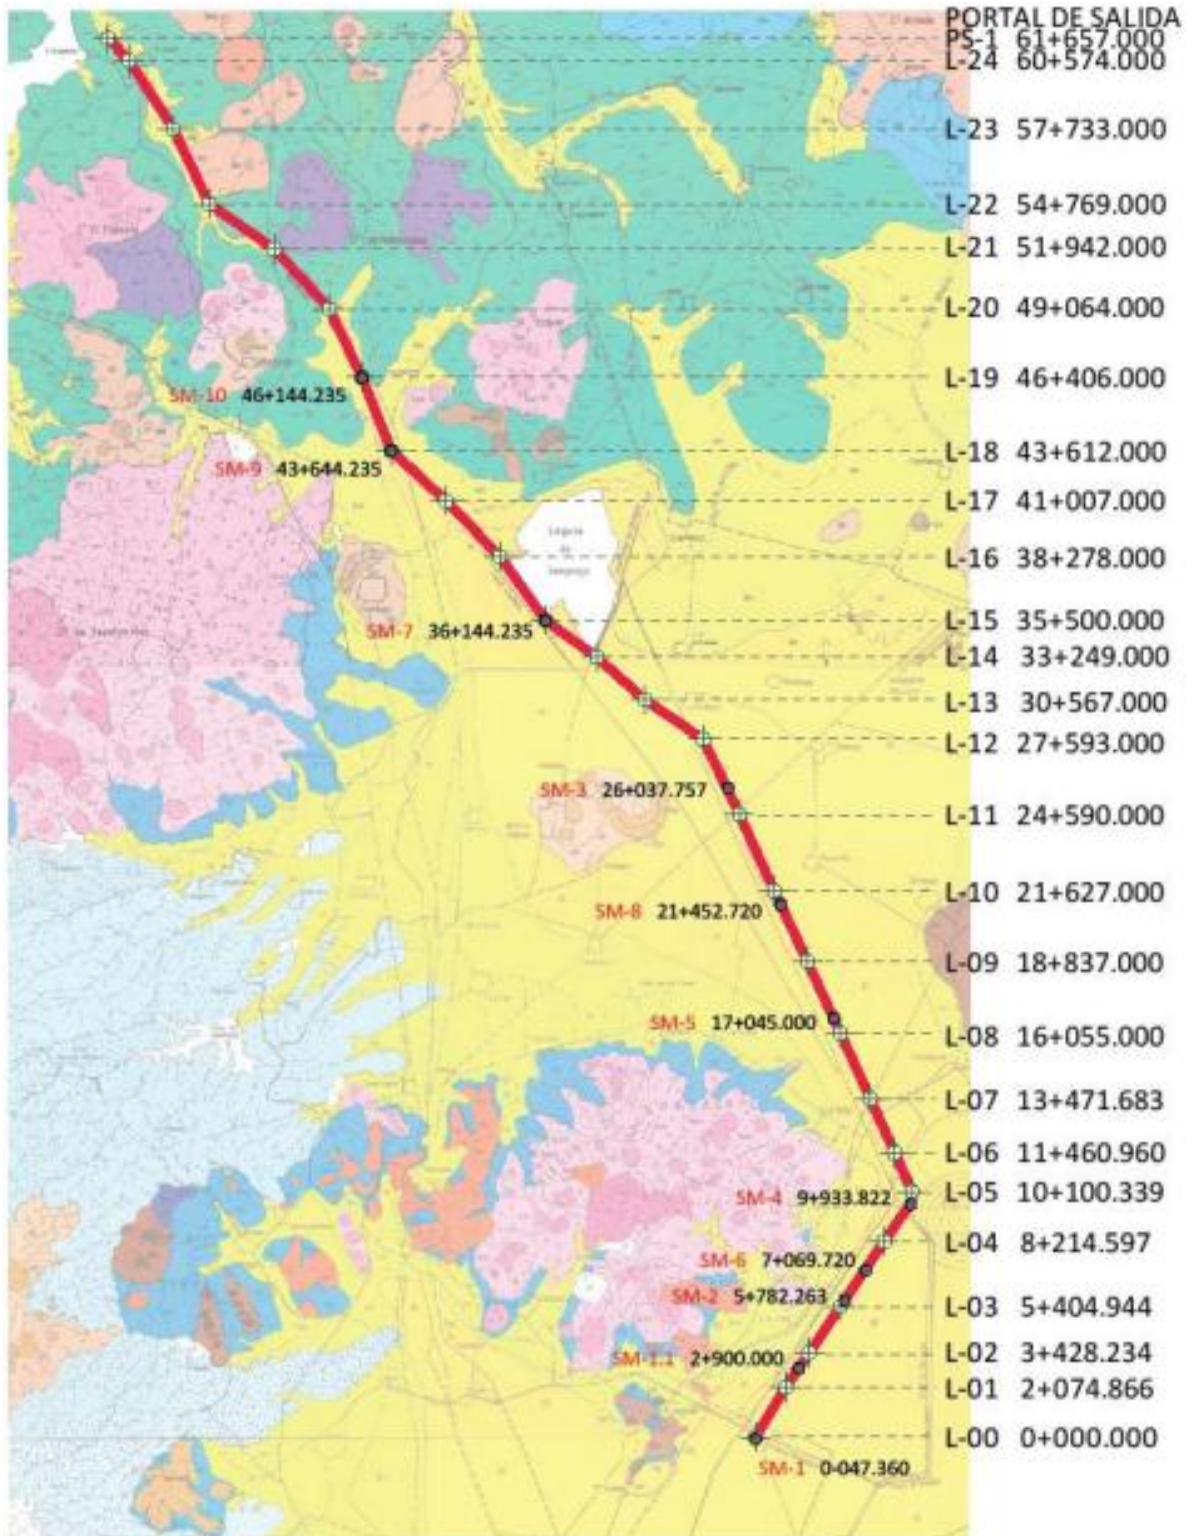 PORTAL DE SALIDA
PS-1 61+657.000
L-24 60+574.000
L-23 57+733.000
L-22 54+769.000
L-21 51+942.000
L-20 49+064.000
L-19 46+406.000
SM-10 46+144.235
L-18 43+612.000
SM-9 43+644.235
L-17 41+007.000
L-16 38+278.000
Laguna
de
L-15 35+500.000
SM-7 36+144.235
L-14 33+249.000
L-13 30+567.000
L-12 27+593.000
SM-3 26+037.757
L-11 24+590.000
L-10 21+627.000
SM-8 21+452.720
L-09 18+837.000
SM-5 17+045.000
L-08 16+055.000
L-07 13+471.683
L-06 11+460.960
L-05 10+100.339
SM-4 9+933.822
L-04 8+214.597
SM-6 7+069.720
SM-2 5+782.263
L-03 5+404.944
L-02 3+428.234
SM-1.1 2+900.000
L-01 2+074.866
L-00 0+000.000
SM-1 0-047.360